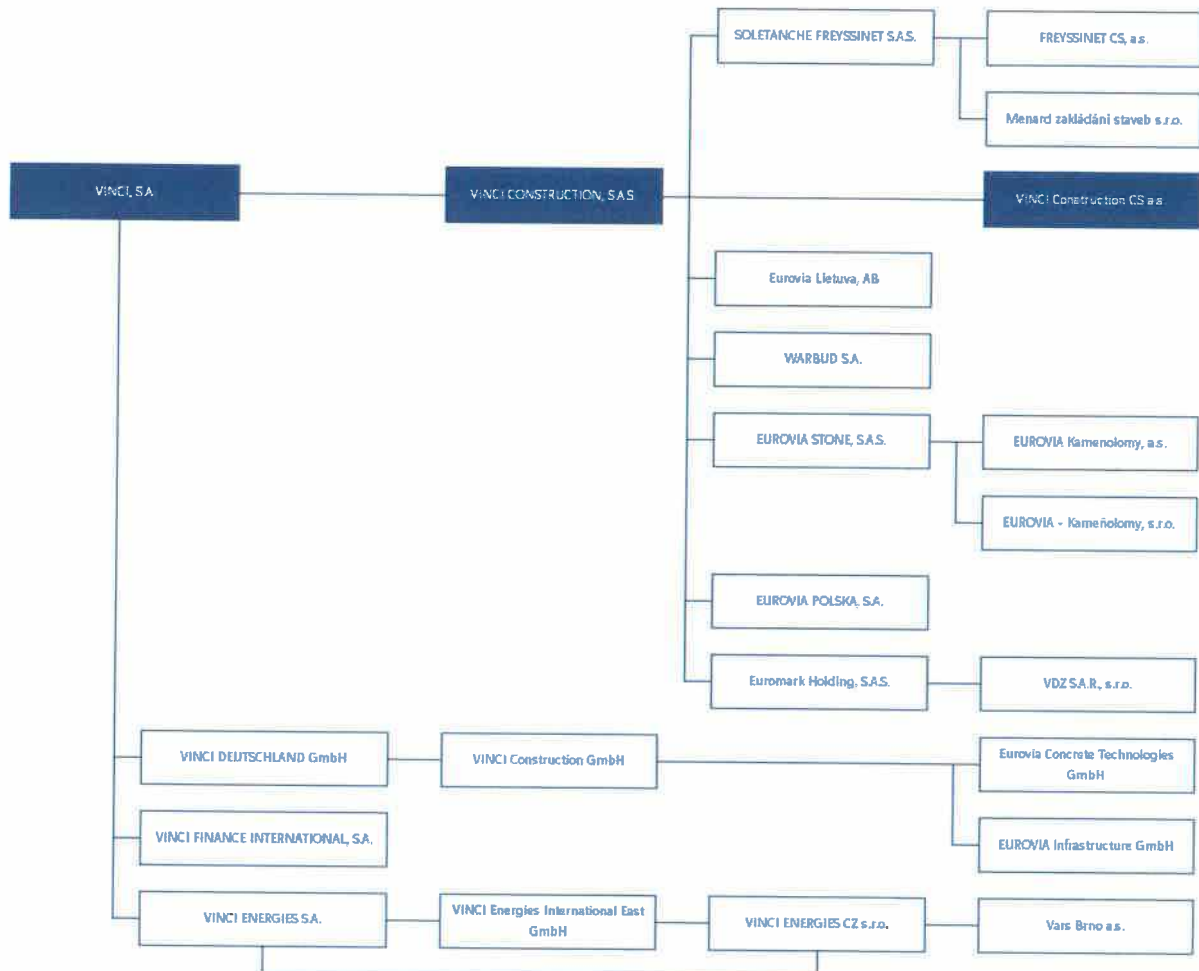 SOLETANCHE FREYSSINET S.A.S.
FREYSSINET CS, a.s.
Menard zakládání staveb s.r.o.
VINCI, S.A.
VINCI CONSTRUCTION, S.A.S
VINCI Construction CS a.s.
Eurovia Lietuva, AB
WARBUD S.A.
EUROVIA STONE, S.A.S.
EUROVIA Kamenolomy, a.s.
EUROVIA - Kameňolomy, s.r.o.
EUROVIA POLSKA, S.A.
Euromark Holding, S.A.S.
VDZ S.A.R., s.r.o.
VINCI DEUTSCHLAND GmbH
VINCI Construction GmbH
Eurovia Concrete Technologies
GmbH
VINCI FINANCE INTERNATIONAL, S.A.
EUROVIA Infrastructure GmbH
VINCI ENERGIES S.A.
VINCI Energies International East
GmbH
VINCI ENERGIES CZ s.r.o.
Vars Brno a.s.